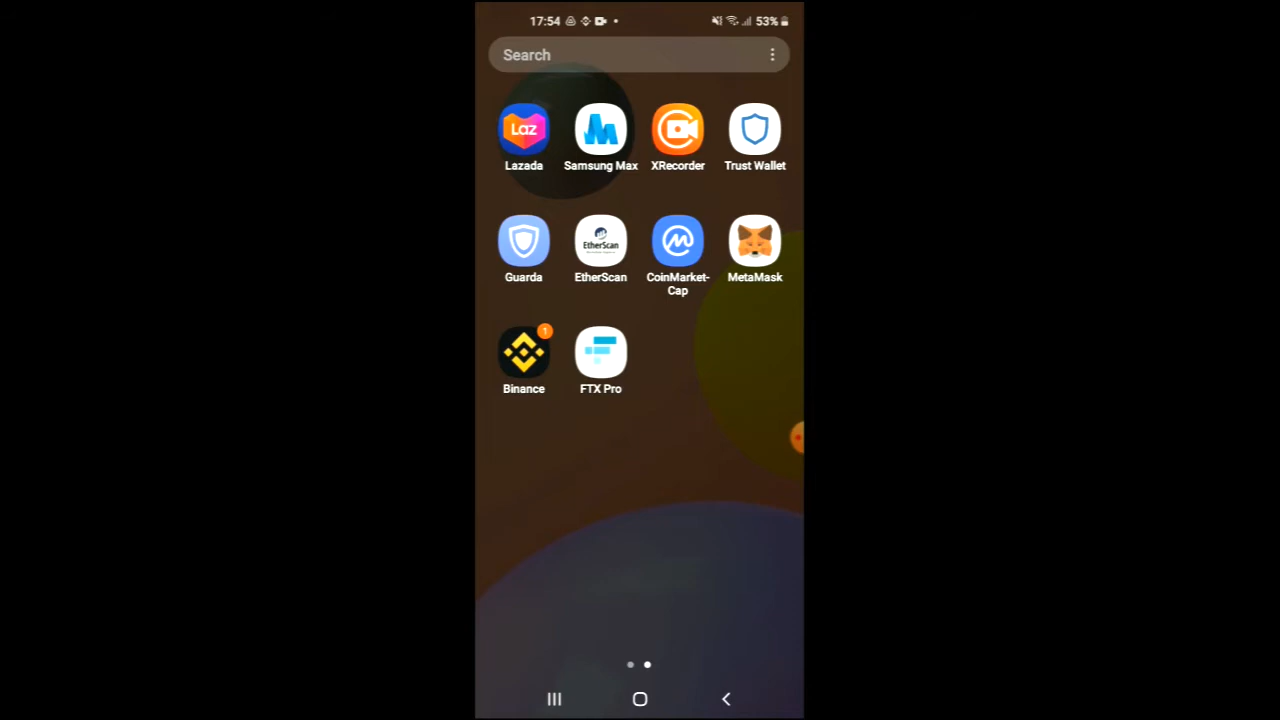 17:54 53%
Search
Laz
Lazada Samsung Max XRecorder Trust Wallet
EtherScan
Guarda EtherScan CoinMarket-
Cap MetaMask
1
Binance FTX Pro